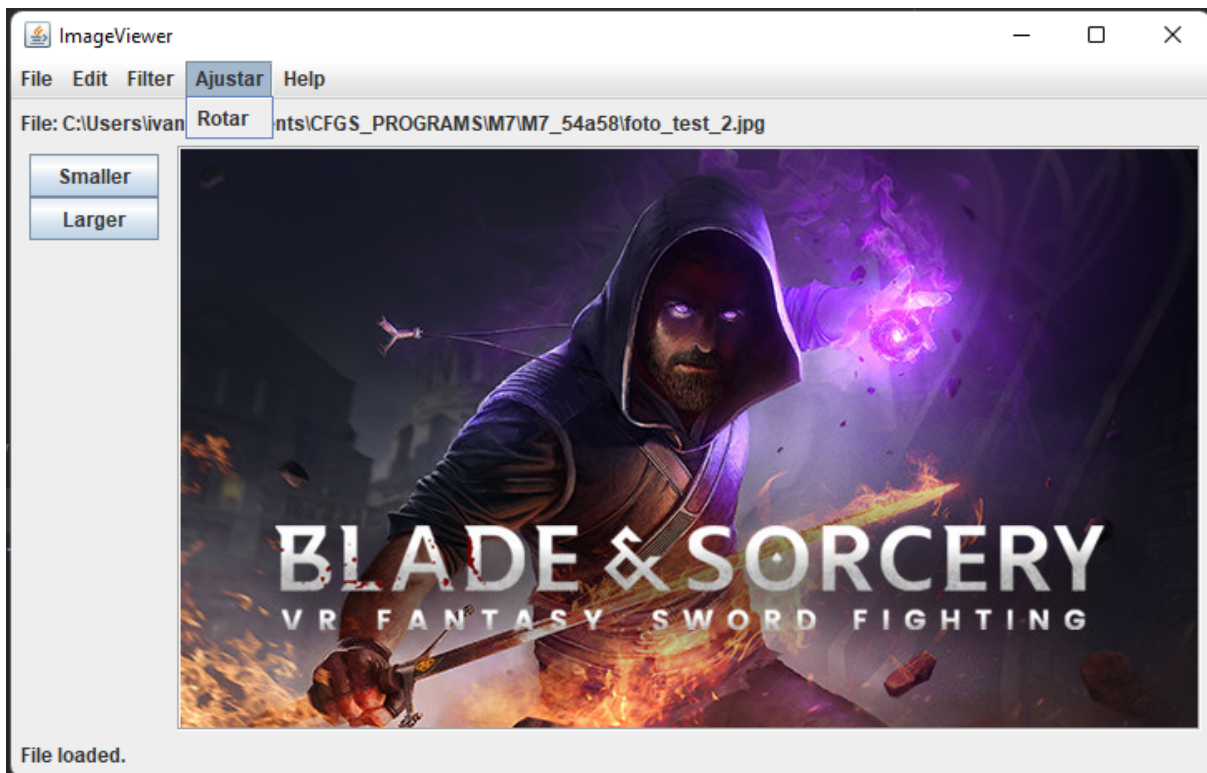 ImageViewer
File Edit Filter Ajustar Help
Rotar
File: C:\Users\ivan nts\CFGS_PROGRAMS\M7\M7_54a58\foto_test_2.jpg
Smaller
Larger
BLADE & SORCERY
VR FANTASY SWORD FIGHTING
File loaded.